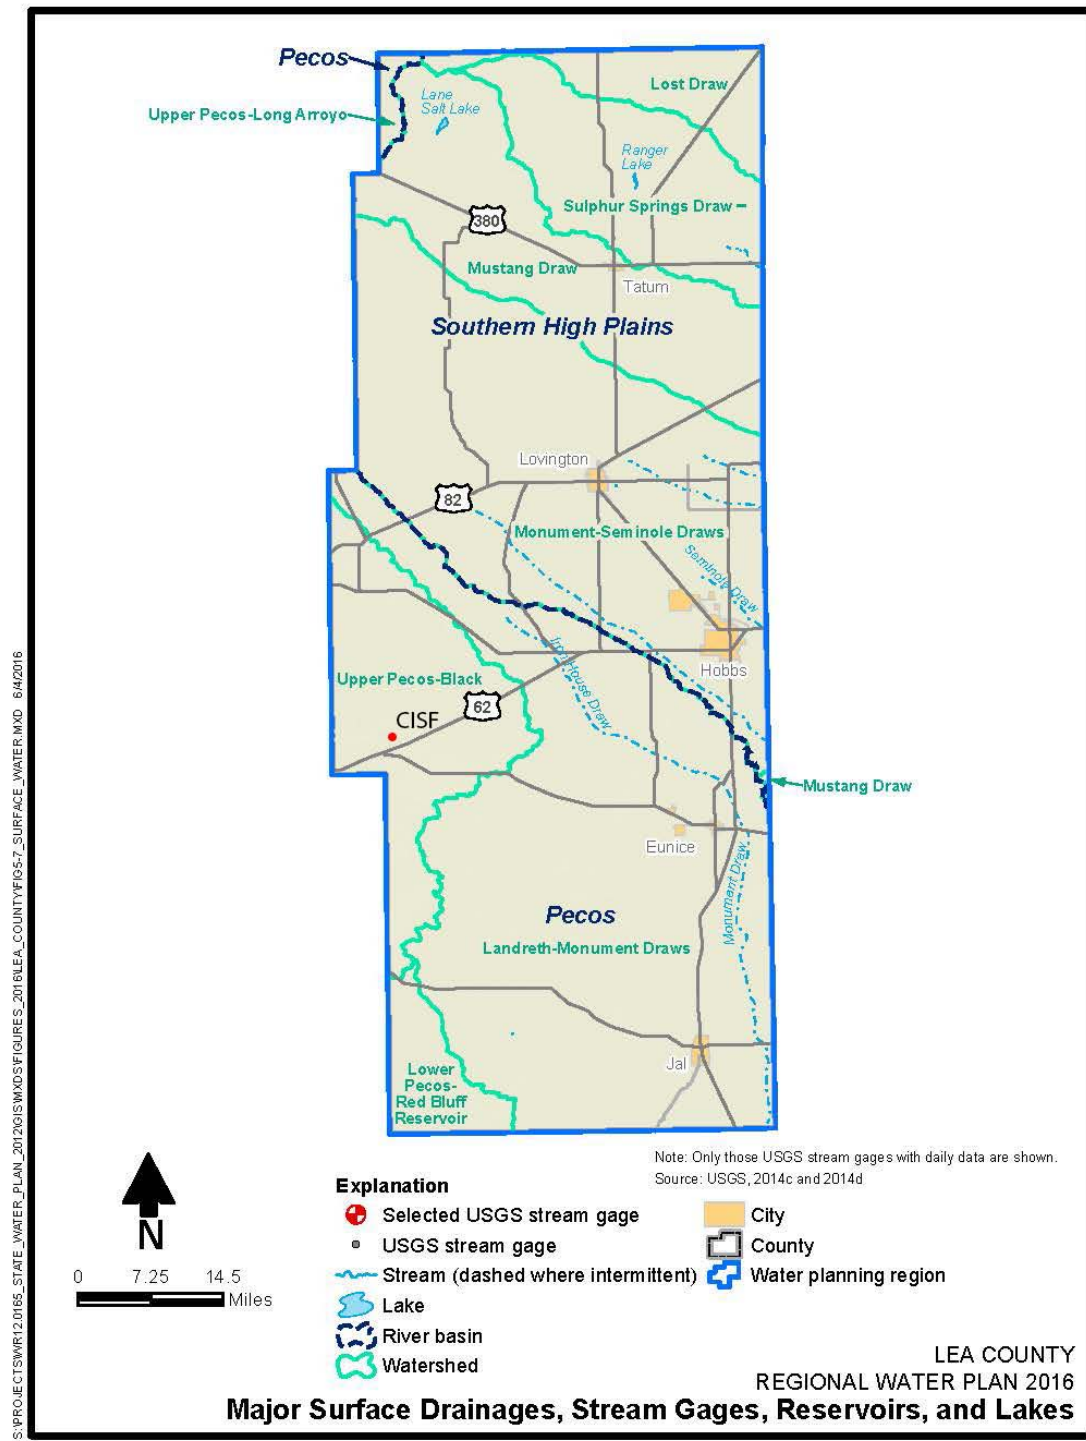 Pecos
Lost Draw
Lane
Salt Lake
Upper Pecos-Long Arroyo
Ranger
Lake
Sulphur Springs Draw
380
Mustang Draw
Tatum
Southern High Plains
Lovington
82
Monument-Seminole Draws
Seminole Draw
Iron House Draw
Hobbs
Upper Pecos-Black
62
CISF
Mustang Draw
Eunice
Monument Draw
Pecos
Landreth-Monument Draws
Jal
Lower
Pecos-
Red Bluff
Reservoir
Note: Only those USGS stream gages with daily data are shown.
Source: USGS, 2014c and 2014d
N
0 7.25 14.5
Miles
Explanation
Selected USGS stream gage
USGS stream gage
Stream (dashed where intermittent)
Lake
River basin
Watershed
City
County
Water planning region
LEA COUNTY
REGIONAL WATER PLAN 2016
Major Surface Drainages, Stream Gages, Reservoirs, and Lakes
S:\PROJECTS\WR12.0165_STATE_WATER_PLAN_2012\GIS\MXDS\FIGURES_2016\LEA_COUNTY\FIG5-7_SURFACE_WATER.MXD 6/4/2016